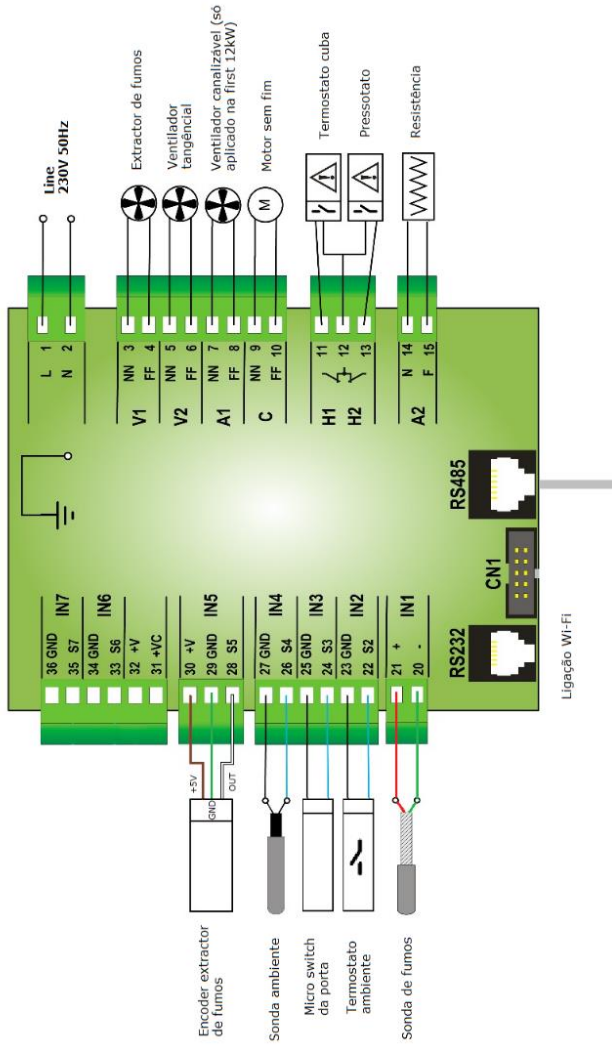 Line
230V 50Hz
Extractor de fumos
Ventilador
tangêncial
Ventilador canalizável (só
aplicado na first 12kW)
Motor sem fim
M
Termostato cuba
Pressotato
Resistência
L 1
N 2
V1
NN 3
FF 4
V2
NN 5
FF 6
A1
NN 7
FF 8
C
NN 9
FF 10
H1
H2
11
12
13
A2
N 14
F 15
IN7
36 GND
35 S7
IN6
34 GND
33 S6
32 +V
31 +VC
IN5
30 +V
29 GND
28 S5
IN4
27 GND
26 S4
IN3
25 GND
24 S3
IN2
23 GND
22 S2
IN1
21 +
20 -
+5V
GND
OUT
Encoder extractor
de fumos
Sonda ambiente
Micro switch
da porta
Termostato
ambiente
Sonda de fumos
RS232
CN1
RS485
Ligação Wi-Fi